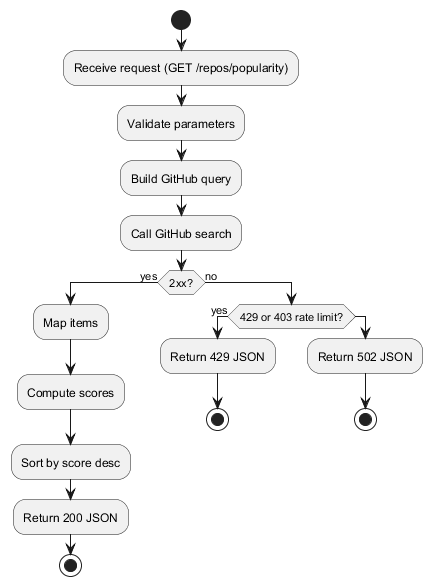 Receive request (GET /repos/popularity)
Validate parameters
Build GitHub query
Call GitHub search
yes
2xx?
no
Map items
Compute scores
Sort by score desc
Return 200 JSON
yes
429 or 403 rate limit?
Return 429 JSON
Return 502 JSON